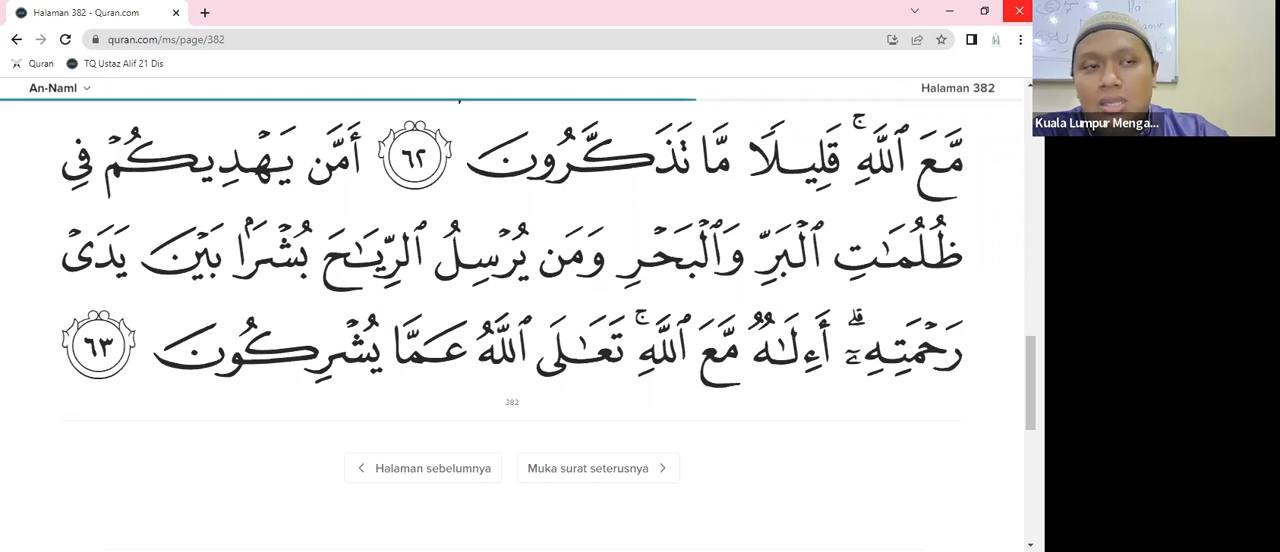 Halaman 382 - Quran.com
quran.com/ms/page/382
Quran
TQ Ustaz Alif 21 Dis
An-Naml
Halaman 382
مَّعَ ٱللَّهِۚ قَلِيلًا مَّا تَذَكَّرُونَ ٦٢ أَمَّن يَهْدِيكُمْ فِى
ظُلُمَـٰتِ ٱلْبَرِّ وَٱلْبَحْرِ وَمَن يُرْسِلُ ٱلرِّيَـٰحَ بُشْرًۢا بَيْنَ يَدَىْ
رَحْمَتِهِۦٓ ۗ أَءِلَـٰهٌ مَّعَ ٱللَّهِۚ تَعَـٰلَى ٱللَّهُ عَمَّا يُشْرِكُونَ ٦٣
382
Halaman sebelumnya
Muka surat seterusnya
Kuala Lumpur Menga...